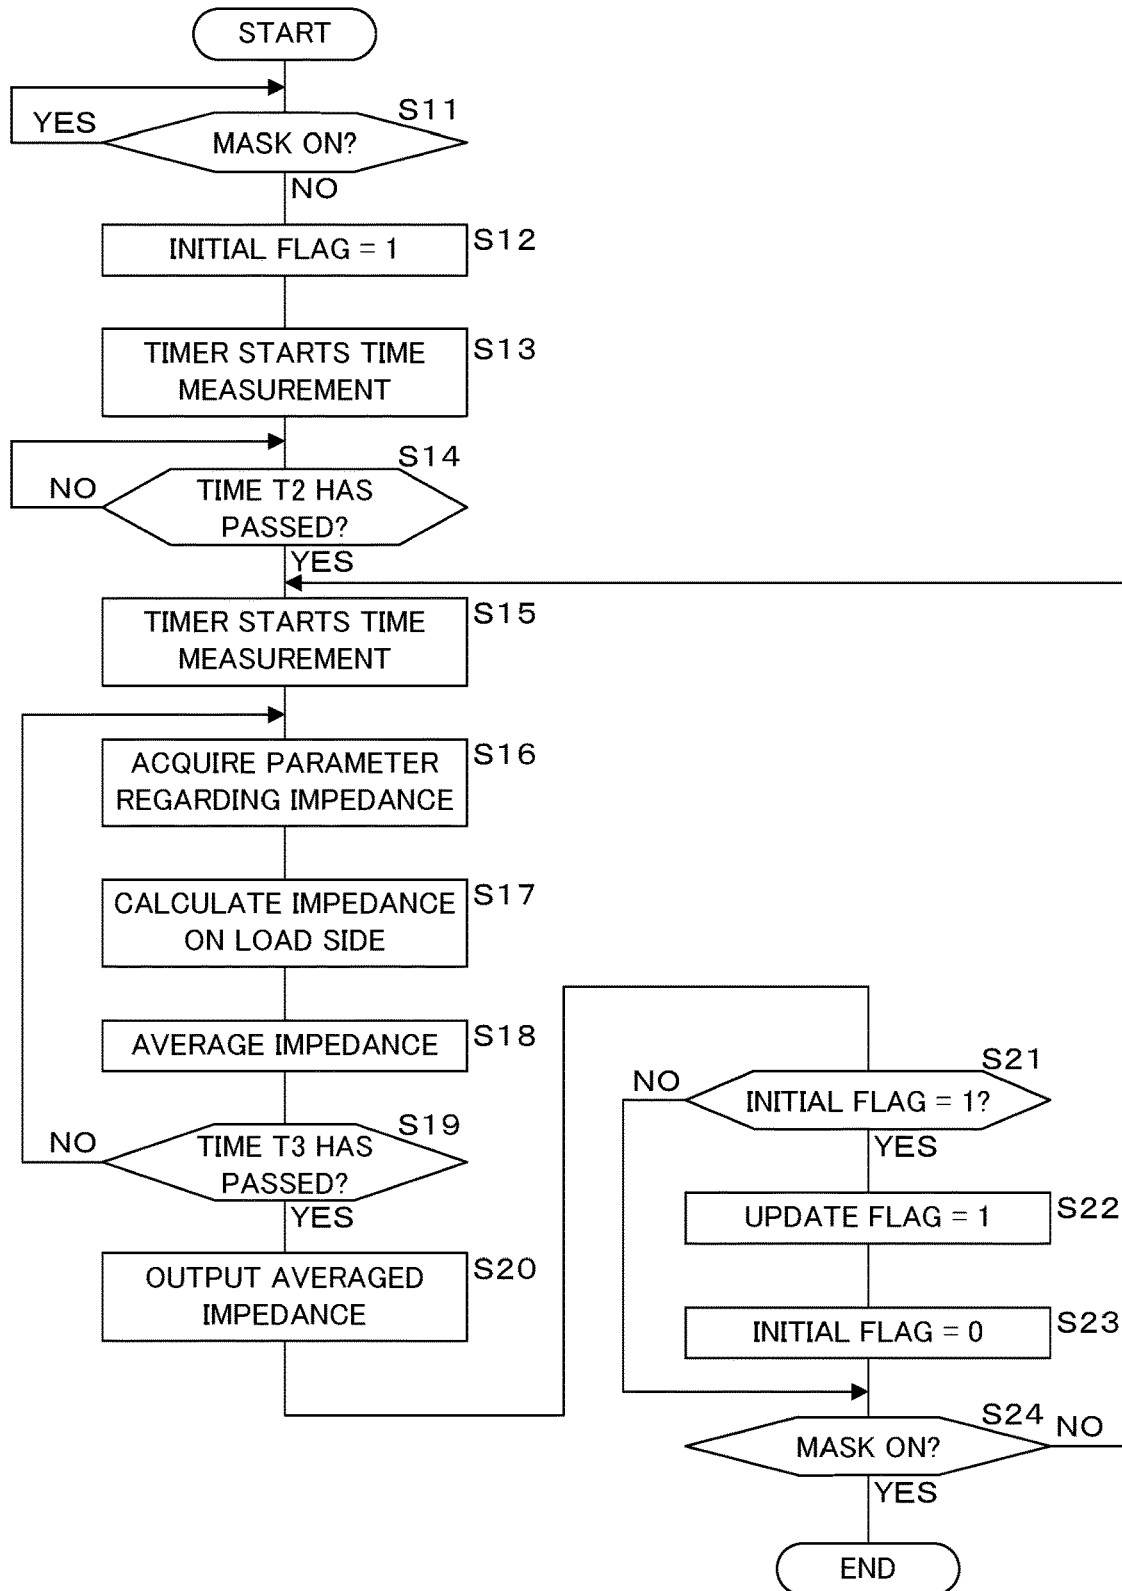 START
S11
YES
MASK ON?
NO
INITIAL FLAG = 1
S12
TIMER STARTS TIME
MEASUREMENT
S13
S14
NO
TIME T2 HAS
PASSED?
YES
TIMER STARTS TIME
MEASUREMENT
S15
ACQUIRE PARAMETER
REGARDING IMPEDANCE
S16
CALCULATE IMPEDANCE
ON LOAD SIDE
S17
AVERAGE IMPEDANCE
S18
S19
NO
TIME T3 HAS
PASSED?
YES
OUTPUT AVERAGED
IMPEDANCE
S20
S21
NO
INITIAL FLAG = 1?
YES
UPDATE FLAG = 1
S22
INITIAL FLAG = 0
S23
S24
MASK ON?
NO
YES
END